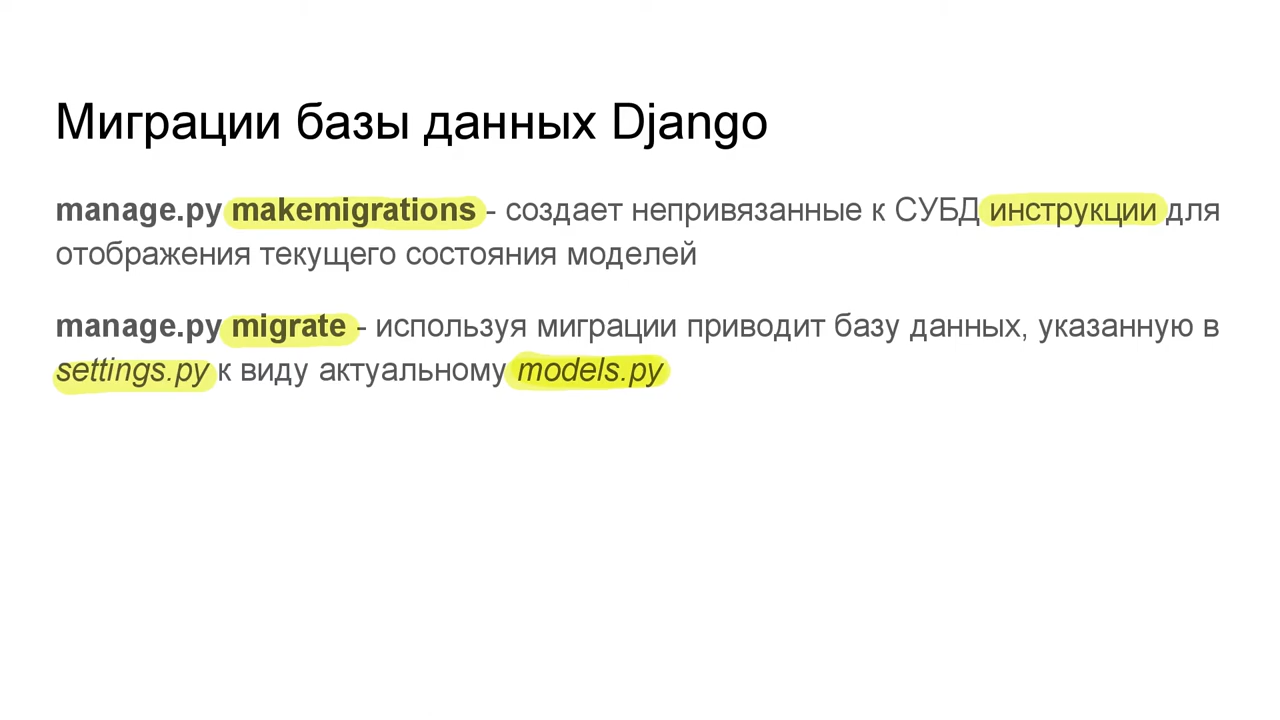 Миграции базы данных Django
manage.py makemigrations - создает непривязанные к СУБД инструкции для
отображения текущего состояния моделей
manage.py migrate - используя миграции приводит базу данных, указанную в
settings.py к виду актуальному models.py